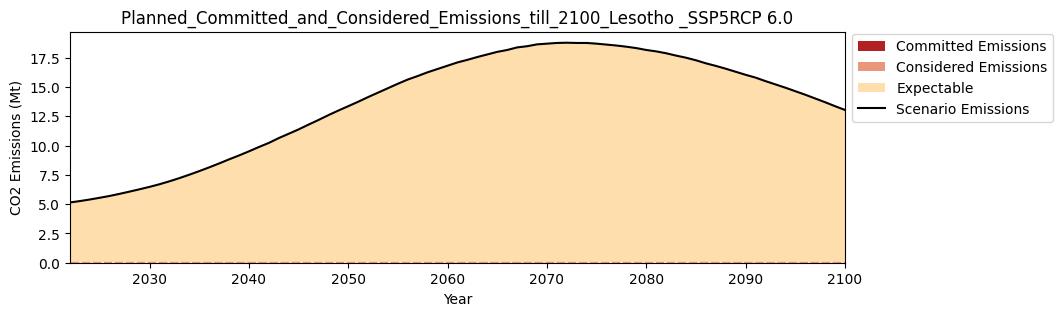 Planned_Committed_and_Considered_Emissions_till_2100_Lesotho _SSP5RCP 6.0
CO2 Emissions (Mt)
17.5
15.0
12.5
10.0
7.5
5.0
2.5
0.0
2030 2040 2050 2060 2070 2080 2090 2100
Year
Committed Emissions
Considered Emissions
Expectable
Scenario Emissions